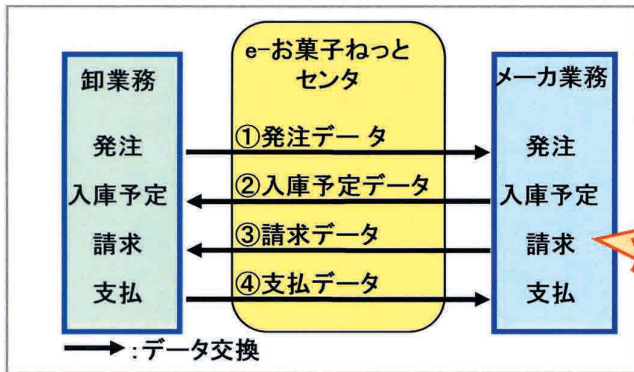 e-お菓子ねっと
センタ
卸業務
メーカ業務
①発注データ
発注
発注
②入庫予定データ
入庫予定
入庫予定
③請求データ
請求
請求
④支払データ
支払
支払
:データ交換